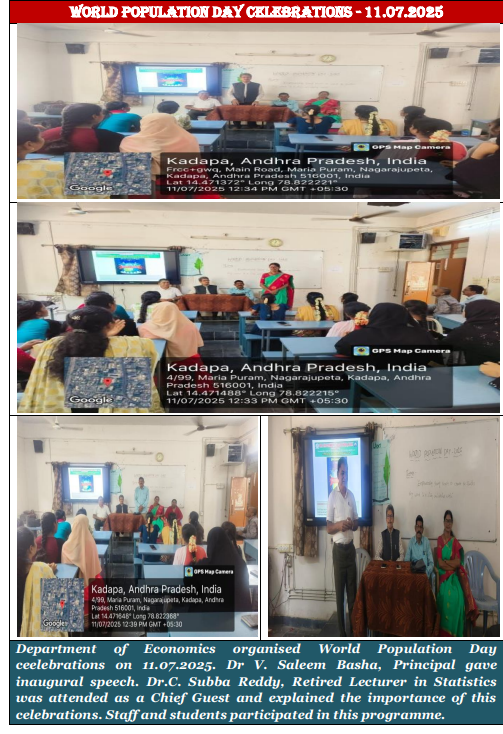 WORLD POPULATION DAY CELEBRATIONS - 11.07.2025
GPS Map Camera
Kadapa, Andhra Pradesh, India
Frcc+gwq, Main Road, Maria Puram, Nagarajupeta,
Kadapa, Andhra Pradesh 516001, India
Lat 14.471372° Long 78.822221°
11/07/2025 12:34 PM GMT +05:30
Google
GPS Map Camera
Kadapa, Andhra Pradesh, India
4/99, Maria Puram, Nagarajupeta, Kadapa, Andhra
Pradesh 516001, India
Lat 14.471488° Long 78.822215°
11/07/2025 12:33 PM GMT +05:30
Google
GPS Map Camera
Kadapa, Andhra Pradesh, India
4/99, Maria Puram, Nagarajupeta, Kadapa, Andhra
Pradesh 516001, India
Lat 14.471648° Long 78.822368°
11/07/2025 12:39 PM GMT +05:30
Google
Department of Economics organised World Population Day
ceelebrations on 11.07.2025. Dr V. Saleem Basha, Principal gave
inaugural speech. Dr.C. Subba Reddy, Retired Lecturer in Statistics
was attended as a Chief Guest and explained the importance of this
celebrations. Staff and students participated in this programme.